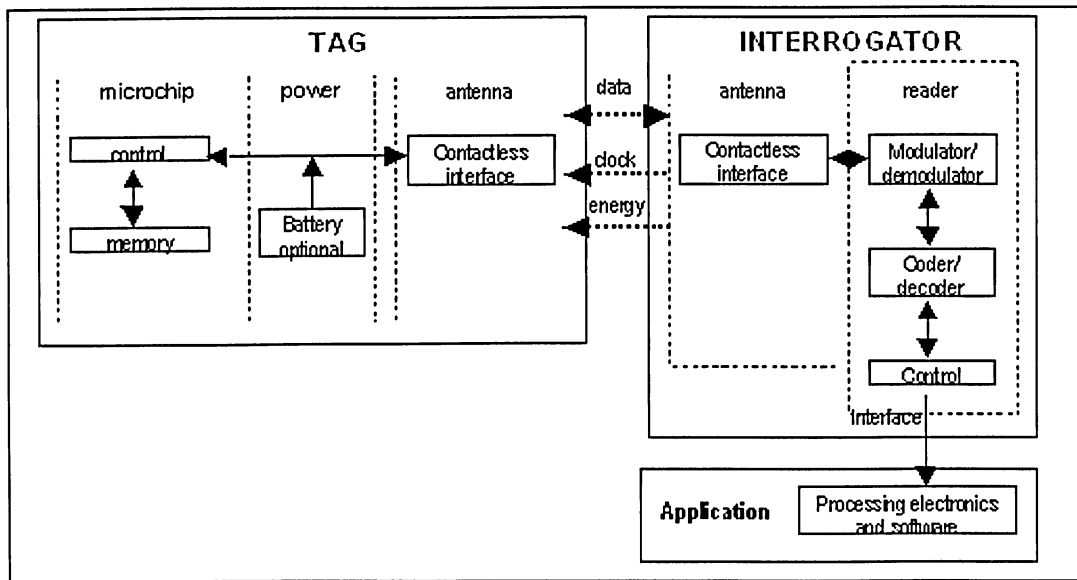 TAG
microchip
power
antenna
control
memory
Battery
optional
Contactless
interface
data
clock
energy
INTERROGATOR
antenna
reader
Contactless
interface
Modulator/
demodulator
Coder/
decoder
Control
Interface
Application
Processing electronics
and software